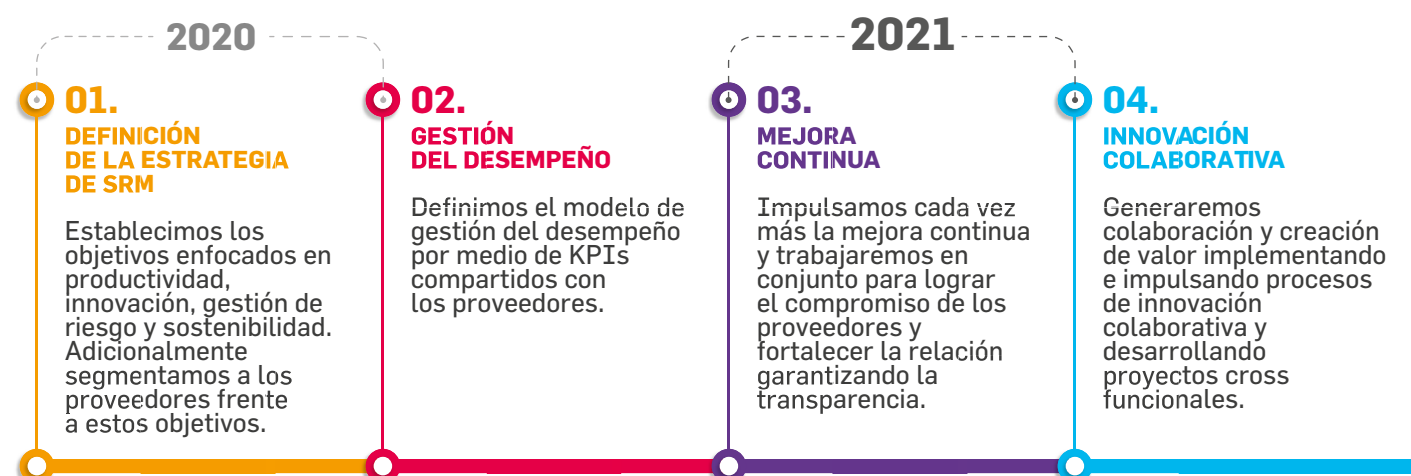 2020
2021
01.
DEFINICIÓN
DE LA ESTRATEGIA
DE SRM
Establecimos los
objetivos enfocados en
productividad,
innovación, gestión de
riesgo y sostenibilidad.
Adicionalmente
segmentamos a los
proveedores frente
a estos objetivos.
02.
GESTIÓN
DEL DESEMPEÑO
Definimos el modelo de
gestión del desempeño
por medio de KPIs
compartidos con
los proveedores.
03.
MEJORA
CONTINUA
Impulsamos cada vez
más la mejora continua
y trabajaremos en
conjunto para lograr
el compromiso de los
proveedores y
fortalecer la relación
garantizando la
transparencia.
04.
INNOVACIÓN
COLABORATIVA
Generaremos
colaboración y creación
de valor implementando
e impulsando procesos
de innovación
colaborativa y
desarrollando
proyectos cross
funcionales.